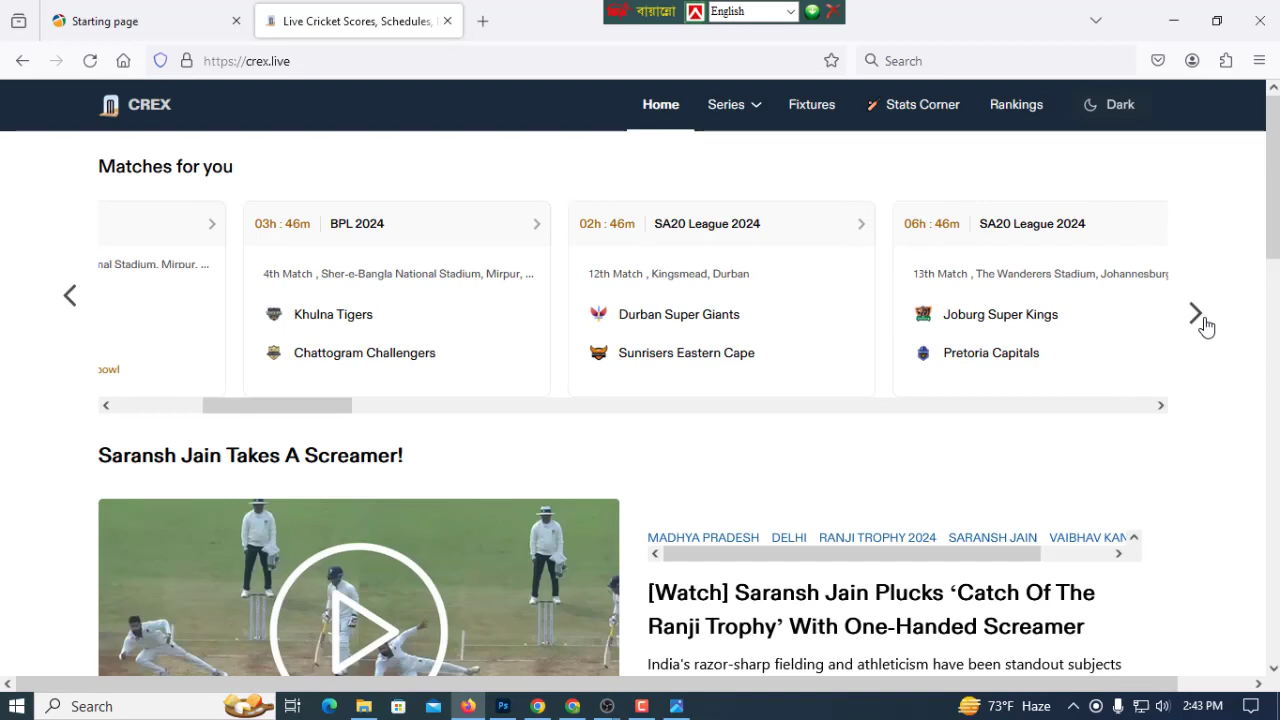 Starting page
Live Cricket Scores, Schedules,
বায়ান্নো
English
https://crex.live
Search
CREX
Home
Series
Fixtures
Stats Corner
Rankings
Dark
Matches for you
03h : 46m
BPL 2024
02h : 46m
SA20 League 2024
06h : 46m
SA20 League 2024
nal Stadium, Mirpur, ...
4th Match , Sher-e-Bangla National Stadium, Mirpur, ...
12th Match , Kingsmead, Durban
13th Match , The Wanderers Stadium, Johannesburg
Khulna Tigers
Durban Super Giants
Joburg Super Kings
Chattogram Challengers
Sunrisers Eastern Cape
Pretoria Capitals
bowl
Saransh Jain Takes A Screamer!
MADHYA PRADESH DELHI RANJI TROPHY 2024 SARANSH JAIN VAIBHAV KAN
[Watch] Saransh Jain Plucks ‘Catch Of The
Ranji Trophy’ With One-Handed Screamer
India's razor-sharp fielding and athleticism have been standout subjects
Search
73°F Haze
2:43 PM